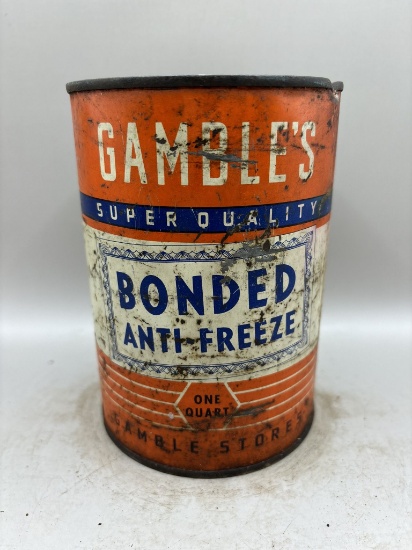 GAMBLE'S
SUPER QUALITY
BONDED
ANTI-FREEZE
ONE
QUART
GAMBLE STORES